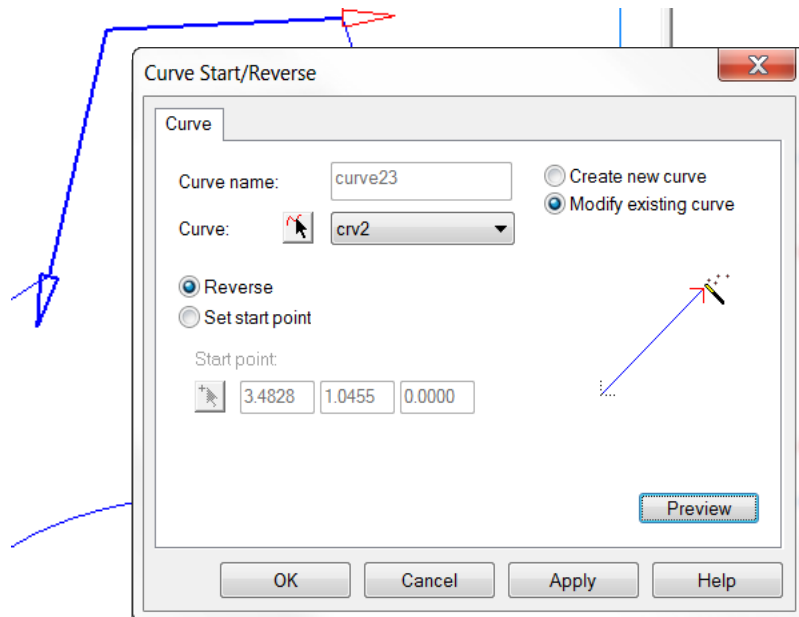 Curve Start/Reverse
X
Curve
Curve name:
curve23
Create new curve
Modify existing curve
Curve:
crv2
Reverse
Set start point
Start point:
3.4828 1.0455 0.0000
Preview
OK Cancel Apply Help